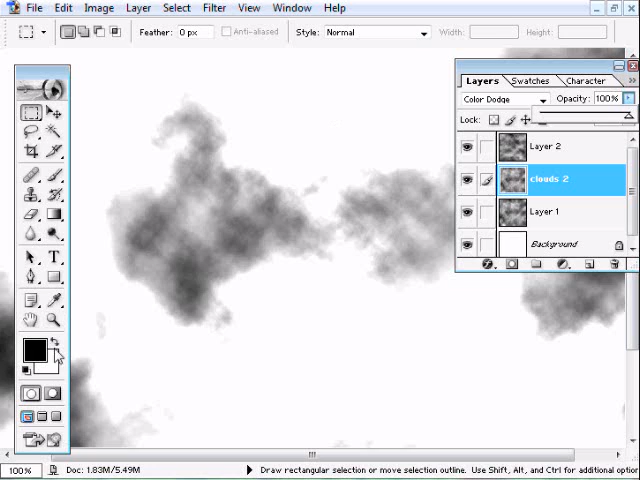 File Edit Image Layer Select Filter View Window Help
Feather: 0 px Anti-aliased Style: Normal Width: Height:
Layers Swatches Character
Color Dodge Opacity: 100%
Lock:
Layer 2
clouds 2
Layer 1
Background
100% Doc: 1.83M/5.49M Draw rectangular selection or move selection outline. Use Shift, Alt, and Ctrl for additional option